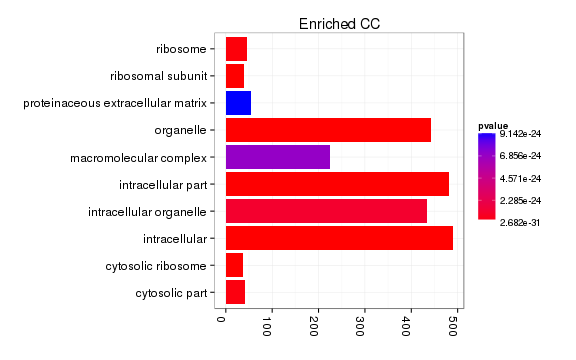 Enriched CC
ribosome
ribosomal subunit
proteinaceous extracellular matrix
organelle
macromolecular complex
intracellular part
intracellular organelle
intracellular
cytosolic ribosome
cytosolic part
0
100
200
300
400
500
pvalue
9.142e-24
6.856e-24
4.571e-24
2.285e-24
2.682e-31